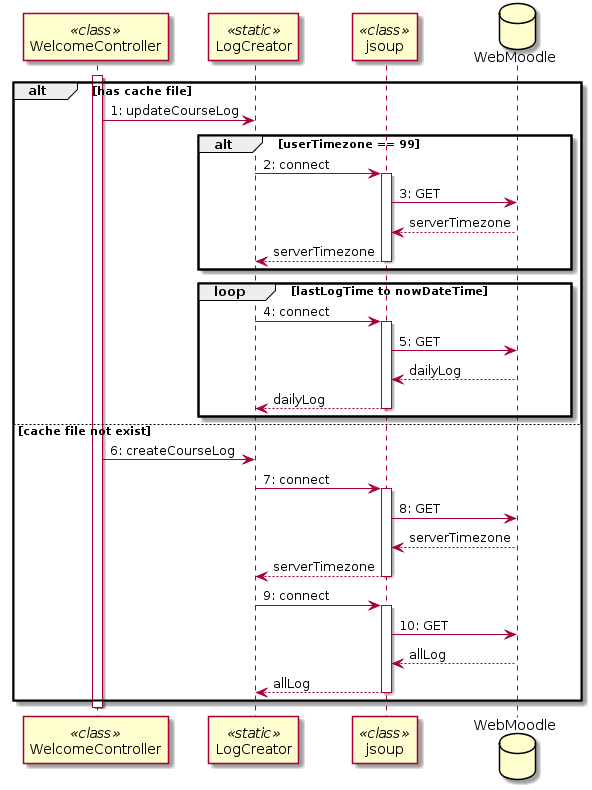 «class»
WelcomeController
«static»
LogCreator
«class»
jsoup
WebMoodle
alt
[has cache file]
1: updateCourseLog
alt
[userTimezone == 99]
2: connect
3: GET
serverTimezone
serverTimezone
loop
[lastLogTime to nowDateTime]
4: connect
5: GET
dailyLog
dailyLog
[cache file not exist]
6: createCourseLog
7: connect
8: GET
serverTimezone
serverTimezone
9: connect
10: GET
allLog
allLog
«class»
WelcomeController
«static»
LogCreator
«class»
jsoup
WebMoodle